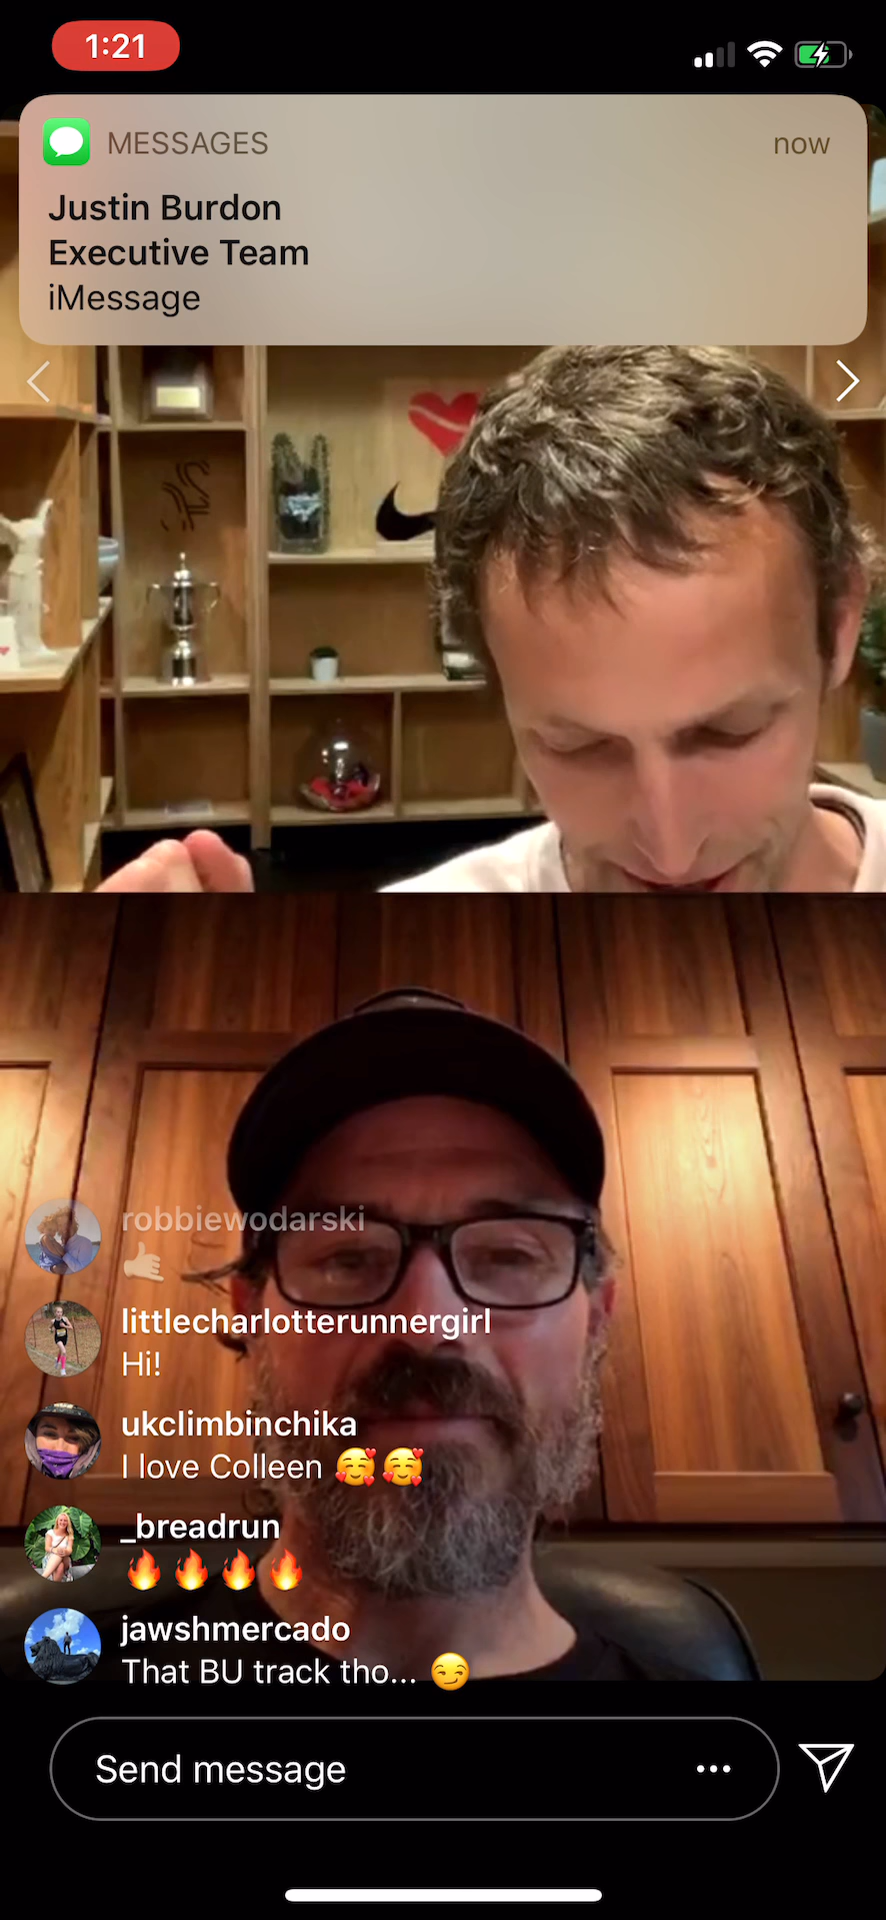 1:21
MESSAGES
now
Justin Burdon
Executive Team
iMessage
robbiewodarski
🤙
littlecharlotterunnergirl
Hi!
ukclimbinchika
I love Colleen 🥰🥰
_breadrun
🔥🔥🔥🔥
jawshmercado
That BU track tho... 😏
Send message